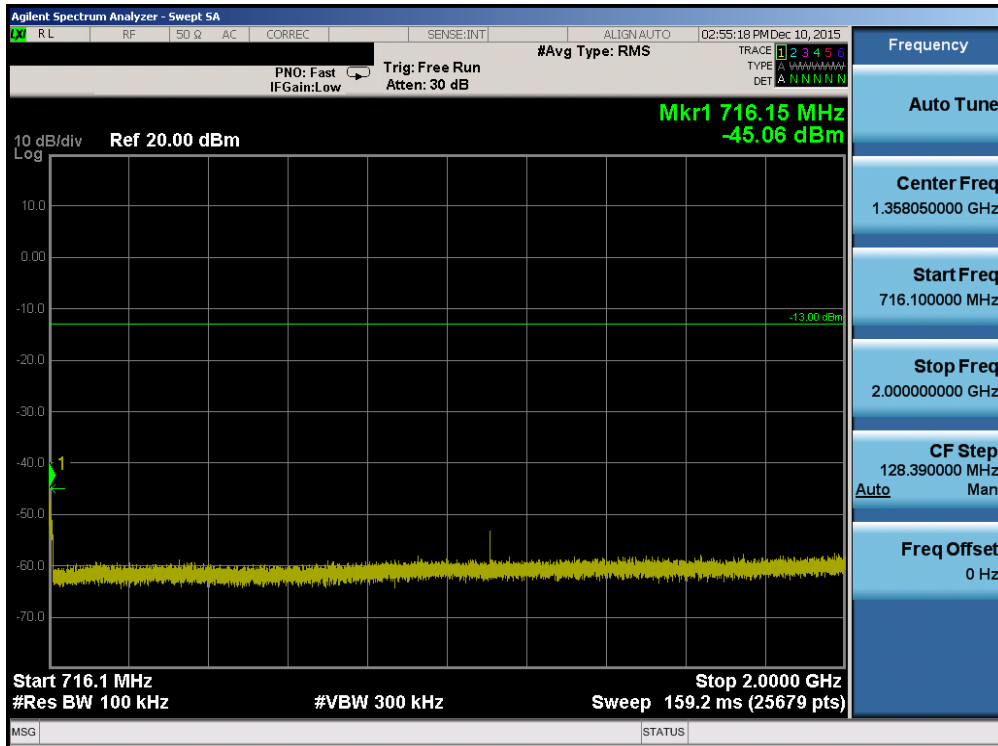 Agilent Spectrum Analyzer - Swept SA
LXI RL RF 50 Ω AC CORREC SENSE:INT ALIGN AUTO 02:55:18 PM Dec 10, 2015
#Avg Type: RMS
TRACE 1 2 3 4 5 6
TYPE A WWWWW
DET A N N N N N
PNO: Fast
IFGain:Low
Trig: Free Run
Atten: 30 dB
Mkr1 716.15 MHz
-45.06 dBm
10 dB/div Ref 20.00 dBm
Log
10.0
0.00
-10.0
-13.00 dBm
-20.0
-30.0
-40.0
1
-50.0
-60.0
-70.0
Start 716.1 MHz
Stop 2.0000 GHz
#Res BW 100 kHz
#VBW 300 kHz
Sweep 159.2 ms (25679 pts)
MSG
STATUS
Frequency
Auto Tune
Center Freq
1.358050000 GHz
Start Freq
716.100000 MHz
Stop Freq
2.000000000 GHz
CF Step
128.390000 MHz
Auto Man
Freq Offset
0 Hz